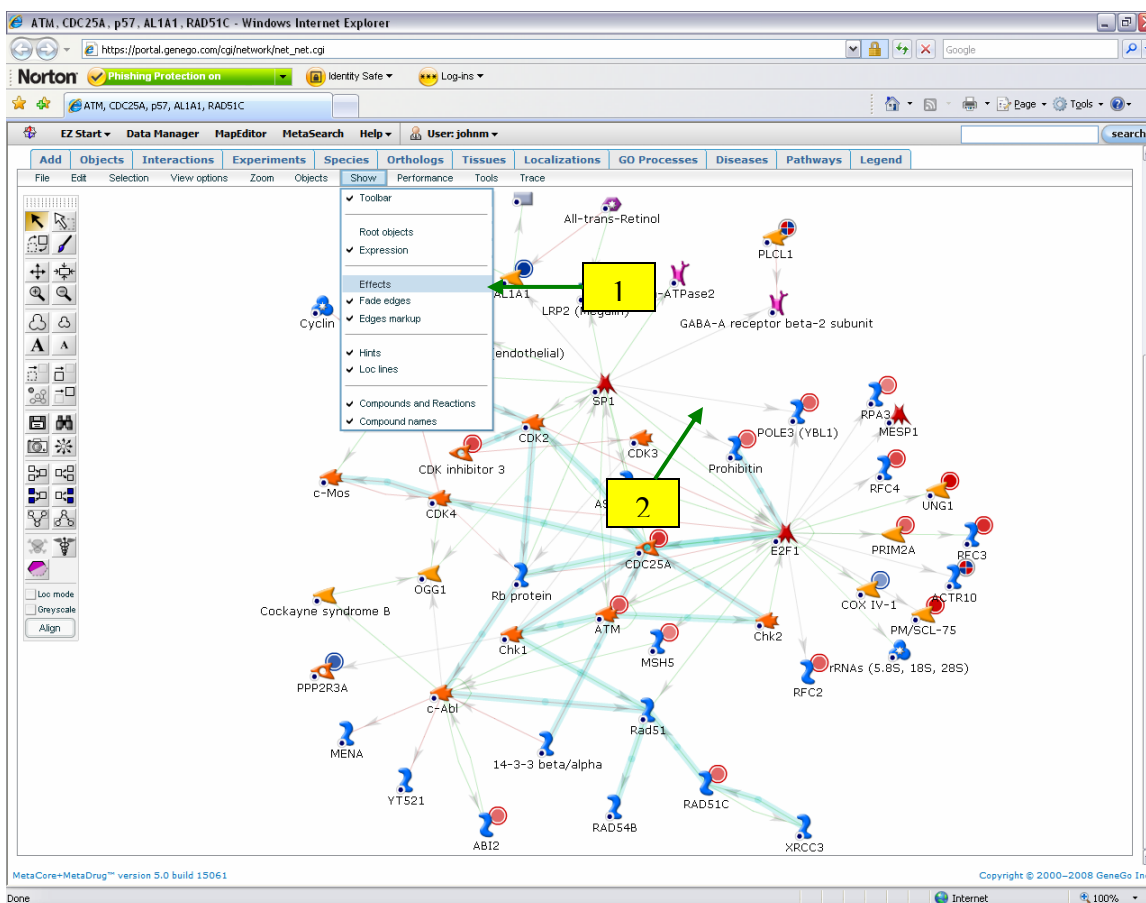 ATM, CDC25A, p57, AL1A1, RAD51C - Windows Internet Explorer
https://portal.genego.com/cgi/network/net_net.cgi
Google
Norton Phishing Protection on Identity Safe Log-ins
ATM, CDC25A, p57, AL1A1, RAD51C
Page Tools
EZ Start Data Manager MapEditor MetaSearch Help User: johnm
search
Add Objects Interactions Experiments Species Orthologs Tissues Localizations GO Processes Diseases Pathways Legend
File Edit Selection View options Zoom Objects Show Performance Tools Trace
Toolbar
Root objects
Expression
Effects
Fade edges
Edges markup
Hints
Loc lines
Compounds and Reactions
Compound names
All-trans-Retinol
PLCL1
AL1A1
1
-ATPase2
LRP2 (Megalin)
GABA-A receptor beta-2 subunit
Cyclin
endothelial)
SP1
RPA3
MESP1
POLE3 (YBL1)
CDK2
CDK3
Prohibitin
CDK inhibitor 3
RFC4
c-Mos
AS
2
UNG1
CDK4
E2F1
PRIM2A
RFC3
CDC25A
OGG1
Rb protein
COX IV-1
ACTR10
Cockayne syndrome B
ATM
Chk2
PM/SCL-75
Chk1
MSH5
rRNAs (5.8S, 18S, 28S)
PPP2R3A
RFC2
c-Abl
Rad51
MENA
14-3-3 beta/alpha
YT521
RAD51C
RAD54B
ABI2
XRCC3
A A
Loc mode
Greyscale
Align
MetaCore+MetaDrug™ version 5.0 build 15061
Copyright © 2000-2008 GeneGo Inc
Done
Internet
100%